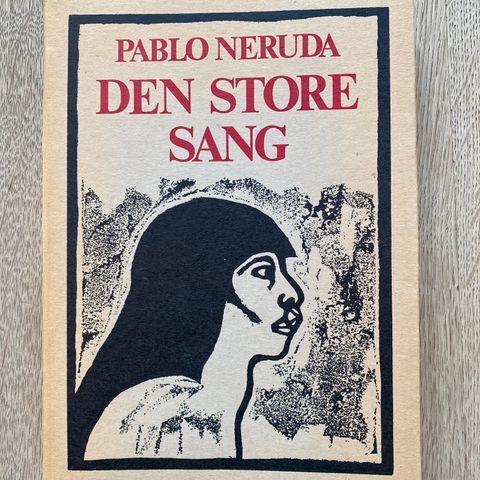 PABLO NERUDA
DEN STORE
SANG